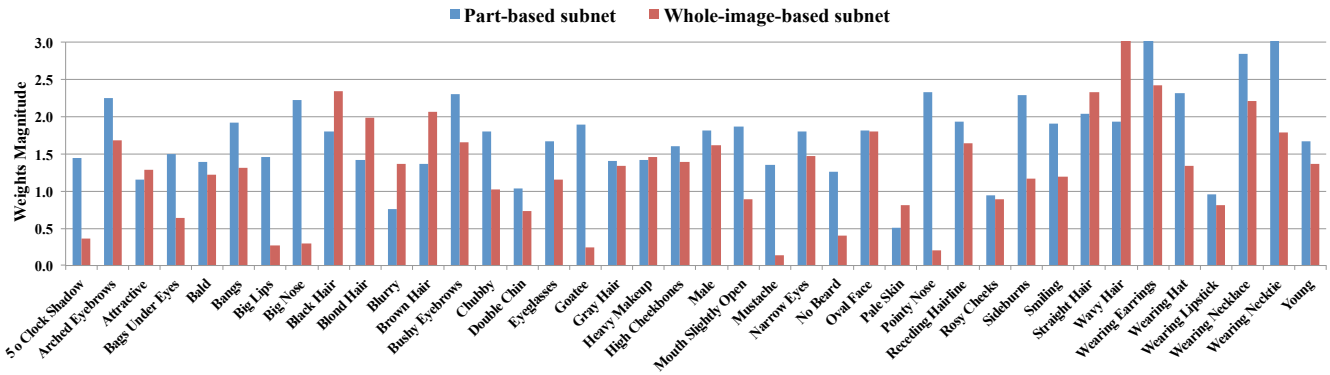 Part-based subnet Whole-image-based subnet
Weights Magnitude
3.0
2.5
2.0
1.5
1.0
0.5
0.0
5 o Clock Shadow
Arched Eyebrows
Attractive
Bags Under Eyes
Bald
Bangs
Big Lips
Big Nose
Black Hair
Blond Hair
Blurry
Brown Hair
Bushy Eyebrows
Chubby
Double Chin
Eyeglasses
Goatee
Gray Hair
Heavy Makeup
High Cheekbones
Male
Mouth Slightly Open
Mustache
Narrow Eyes
No Beard
Oval Face
Pale Skin
Pointy Nose
Receding Hairline
Rosy Cheeks
Sideburns
Smiling
Straight Hair
Wavy Hair
Wearing Earrings
Wearing Hat
Wearing Lipstick
Wearing Necklace
Wearing Necktie
Young